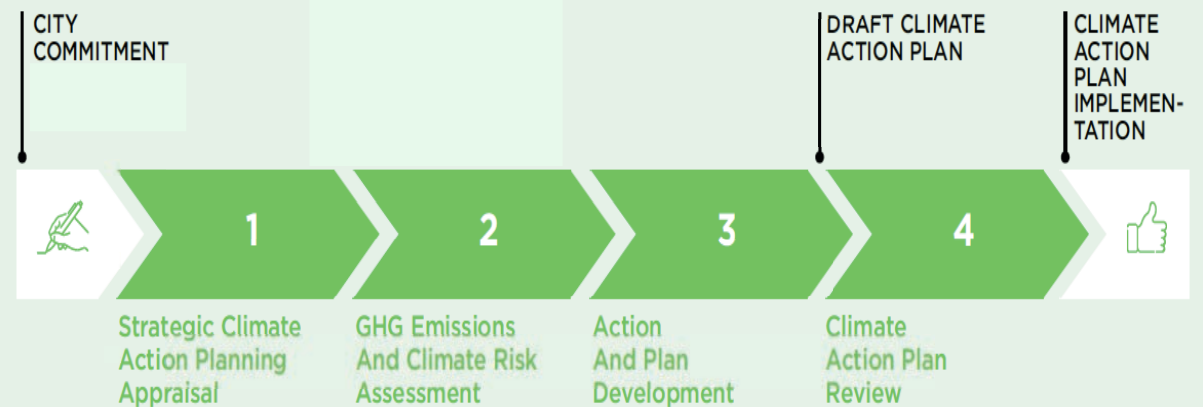 CITY
COMMITMENT
DRAFT CLIMATE
ACTION PLAN
CLIMATE
ACTION
PLAN
IMPLEMEN-
TATION
1
2
3
4
Strategic Climate
Action Planning
Appraisal
GHG Emissions
And Climate Risk
Assessment
Action
And Plan
Development
Climate
Action Plan
Review